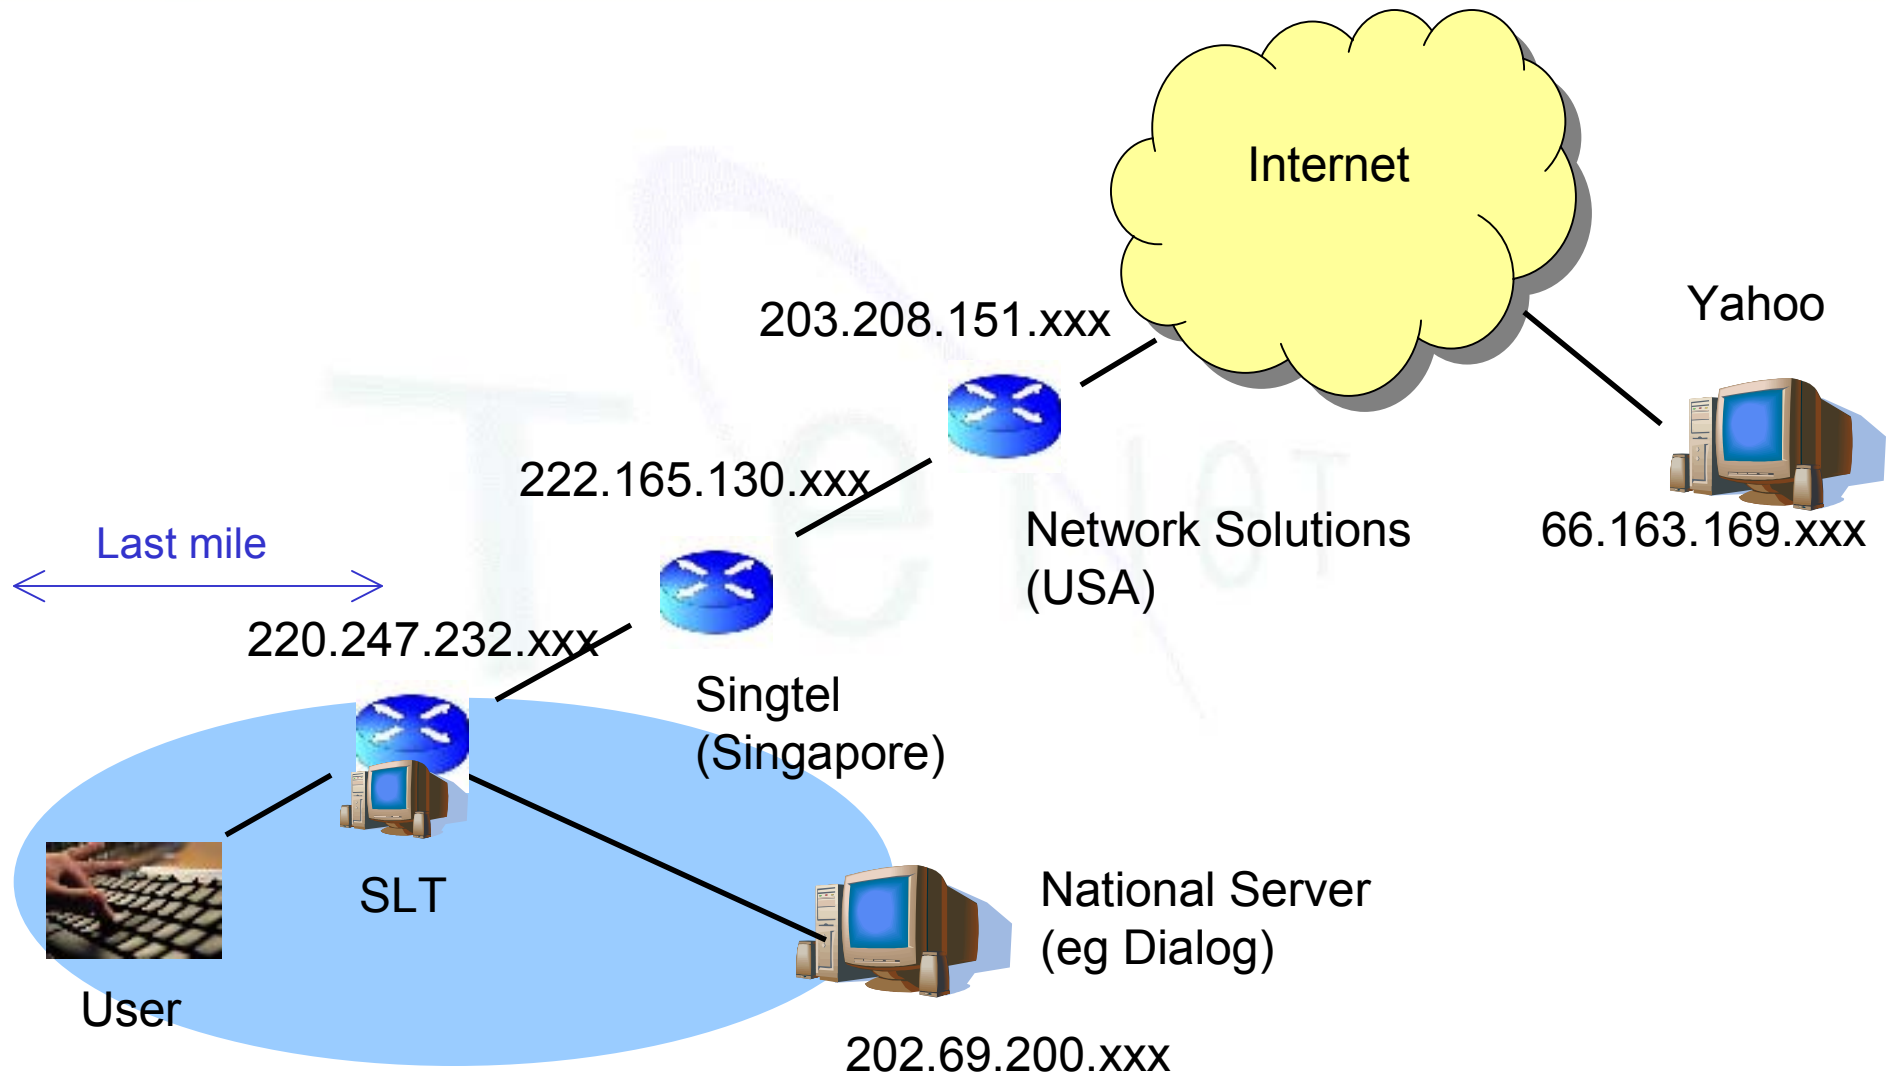 Internet
Yahoo
203.208.151.xxx
222.165.130.xxx
Network Solutions
(USA)
66.163.169.xxx
Last mile
220.247.232.xxx
Singtel
(Singapore)
SLT
National Server
(eg Dialog)
User
202.69.200.xxx
TeNeT